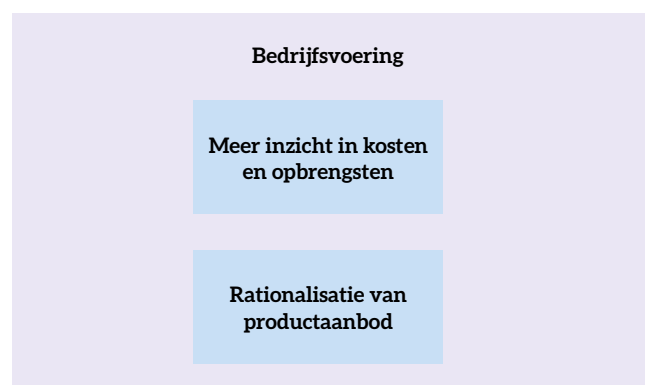 Bedrijfsvoering
Meer inzicht in kosten
en opbrengsten
Rationalisatie van
productaanbod